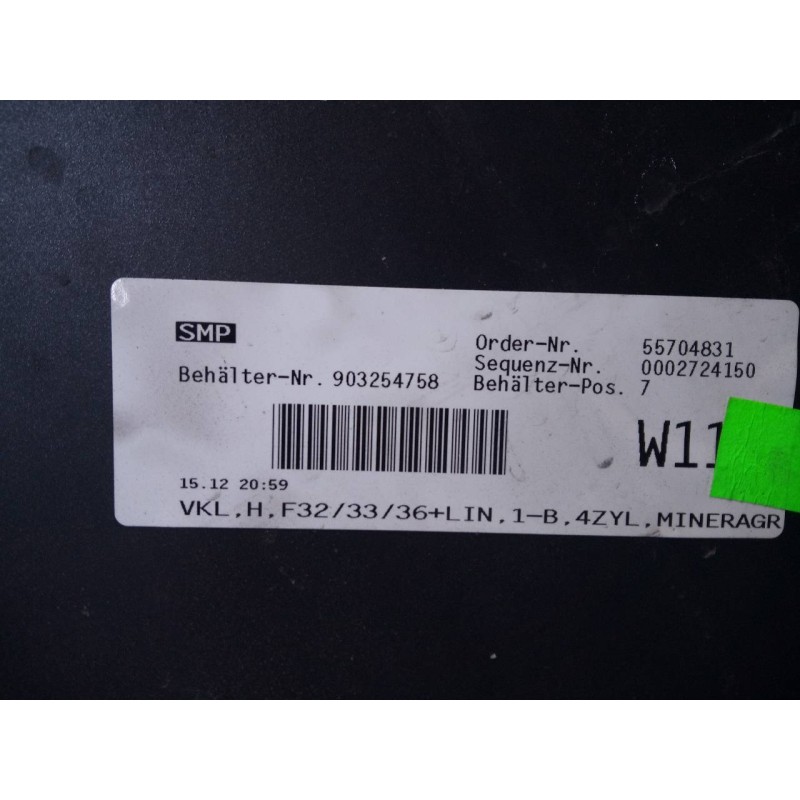 SMP
Order-Nr. 55704831
Sequenz-Nr. 0002724150
Behälter-Nr. 903254758 Behälter-Pos. 7
15.12 20:59
VKL,H,F32/33/36+LIN,1-B,4ZYL,MINERAGR